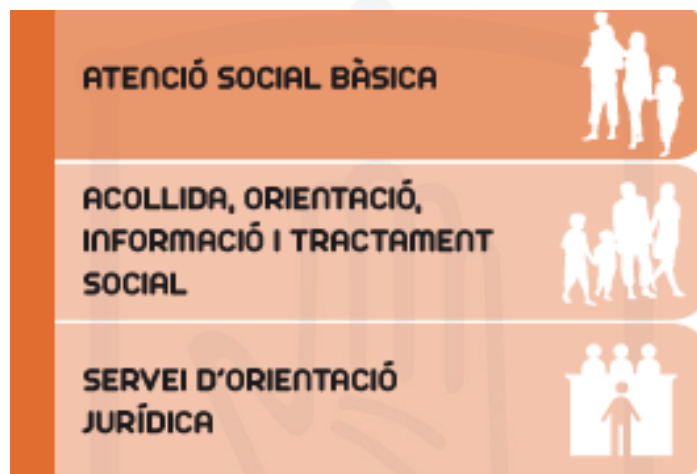 ATENCIÓ SOCIAL BÀSICA
ACOLLIDA, ORIENTACIÓ,
INFORMACIÓ I TRACTAMENT
SOCIAL
SERVEI D'ORIENTACIÓ
JURÍDICA